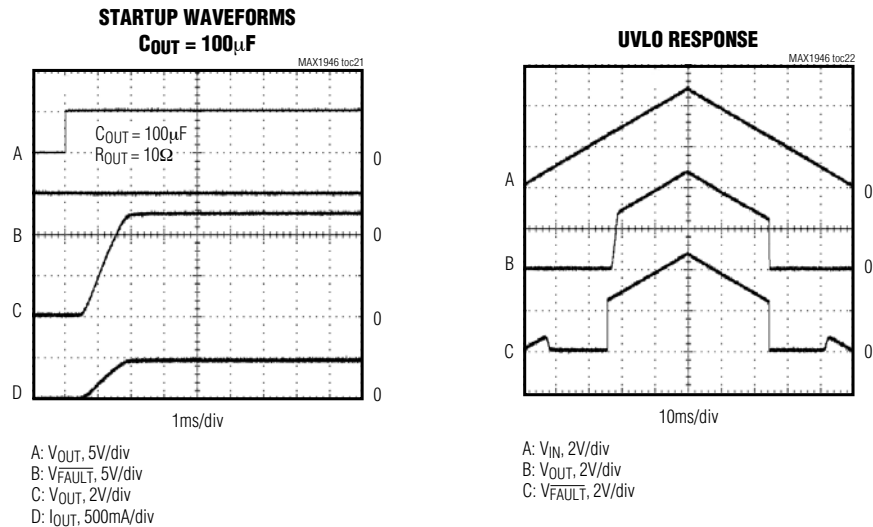 STARTUP WAVEFORMS
COUT = 100μF
MAX1946 toc21
COUT = 100μF
ROUT = 10Ω
A
0
B
0
C
0
D
0
1ms/div
A: VOUT, 5V/div
B: VFAULT, 5V/div
C: VOUT, 2V/div
D: IOUT, 500mA/div
UVLO RESPONSE
MAX1946 toc22
A
0
B
0
C
0
10ms/div
A: VIN, 2V/div
B: VOUT, 2V/div
C: VFAULT, 2V/div